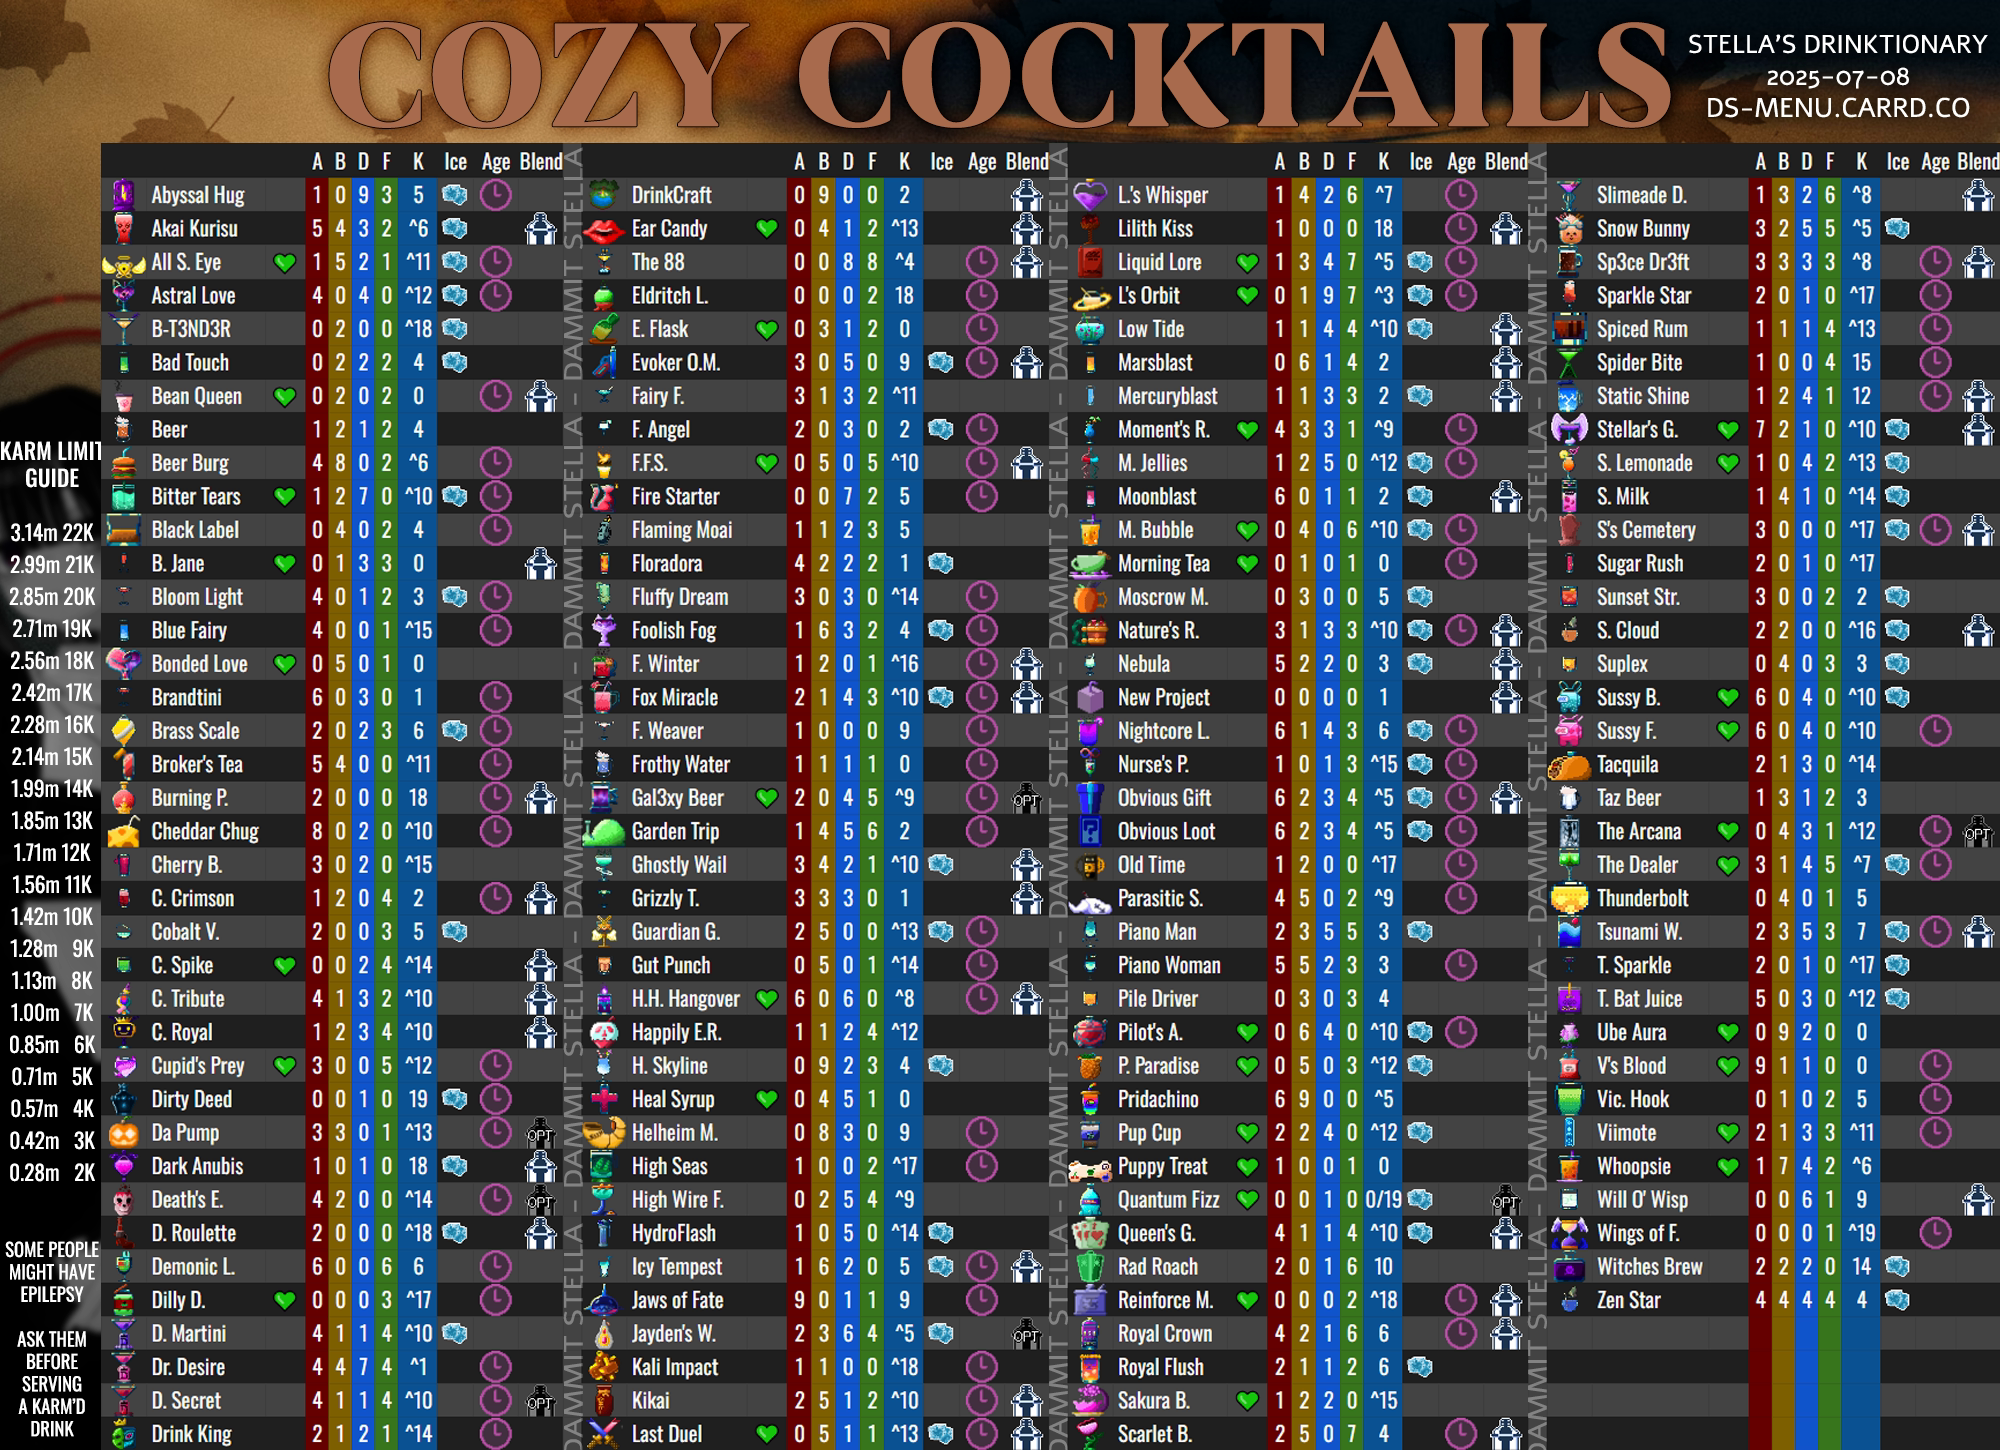 COZY COCKTAILS
STELLA'S DRINKTIONARY
2025-07-08
DS-MENU.CARRD.CO
KARM LIMIT
GUIDE
3.14m 22K
2.99m 21K
2.85m 20K
2.71m 19K
2.56m 18K
2.42m 17K
2.28m 16K
2.14m 15K
1.99m 14K
1.85m 13K
1.71m 12K
1.56m 11K
1.42m 10K
1.28m 9K
1.13m 8K
1.00m 7K
0.85m 6K
0.71m 5K
0.57m 4K
0.42m 3K
0.28m 2K
SOME PEOPLE
MIGHT HAVE
EPILEPSY
ASK THEM
BEFORE
SERVING
A KARM'D
DRINK
A B D F K Ice Age Blend
Abyssal Hug 1 0 9 3 5
Akai Kurisu 5 4 3 2 ^6
All S. Eye 1 5 2 1 ^11
Astral Love 4 0 4 0 ^12
B-T3ND3R 0 2 0 0 ^18
Bad Touch 0 2 2 2 4
Bean Queen 0 2 0 2 0
Beer 1 2 1 2 4
Beer Burg 4 8 0 2 ^6
Bitter Tears 1 2 7 0 ^10
Black Label 0 4 0 2 4
B. Jane 0 1 3 3 0
Bloom Light 4 0 1 2 3
Blue Fairy 4 0 0 1 ^15
Bonded Love 0 5 0 1 0
Brandtini 6 0 3 0 1
Brass Scale 2 0 2 3 6
Broker's Tea 5 4 0 0 ^11
Burning P. 2 0 0 0 18
Cheddar Chug 8 0 2 0 ^10
Cherry B. 3 0 2 0 ^15
C. Crimson 1 2 0 4 2
Cobalt V. 2 0 0 3 5
C. Spike 0 0 2 4 ^14
C. Tribute 4 1 3 2 ^10
C. Royal 1 2 3 4 ^10
Cupid's Prey 3 0 0 5 ^12
Dirty Deed 0 0 1 0 19
Da Pump 3 3 0 1 ^13 OPT
Dark Anubis 1 0 1 0 18
Death's E. 4 2 0 0 ^14 OPT
D. Roulette 2 0 0 0 ^18
Demonic L. 6 0 0 6 6
Dilly D. 0 0 0 3 ^17
D. Martini 4 1 1 4 ^10
Dr. Desire 4 4 7 4 ^1
D. Secret 4 1 1 4 ^10 OPT
Drink King 2 1 2 1 ^14
DAMMIT STELLA - DAMMIT STELLA - DAMMIT STELLA - DAMMIT STELLA
A B D F K Ice Age Blend
DrinkCraft 0 9 0 0 2
Ear Candy 0 4 1 2 ^13
The 88 0 0 8 8 ^4
Eldritch L. 0 0 0 2 18
E. Flask 0 3 1 2 0
Evoker O.M. 3 0 5 0 9
Fairy F. 3 1 3 2 ^11
F. Angel 2 0 3 0 2
F.F.S. 0 5 0 5 ^10
Fire Starter 0 0 7 2 5
Flaming Moai 1 1 2 3 5
Floradora 4 2 2 2 1
Fluffy Dream 3 0 3 0 ^14
Foolish Fog 1 6 3 2 4
F. Winter 1 2 0 1 ^16
Fox Miracle 2 1 4 3 ^10
F. Weaver 1 0 0 0 9
Frothy Water 1 1 1 1 0
Gal3xy Beer 2 0 4 5 ^9 OPT
Garden Trip 1 4 5 6 2
Ghostly Wail 3 4 2 1 ^10
Grizzly T. 3 3 3 0 1
Guardian G. 2 5 0 0 ^13
Gut Punch 0 5 0 1 ^14
H.H. Hangover 6 0 6 0 ^8
Happily E.R. 1 1 2 4 ^12
H. Skyline 0 9 2 3 4
Heal Syrup 0 4 5 1 0
Helheim M. 0 8 3 0 9
High Seas 1 0 0 2 ^17
High Wire F. 0 2 5 4 ^9
HydroFlash 1 0 5 0 ^14
Icy Tempest 1 6 2 0 5
Jaws of Fate 9 0 1 1 9
Jayden's W. 2 3 6 4 ^5 OPT
Kali Impact 1 1 0 0 ^18
Kikai 2 5 1 2 ^10
Last Duel 0 5 1 1 ^13
DAMMIT STELLA - DAMMIT STELLA - DAMMIT STELLA - DAMMIT STELLA
A B D F K Ice Age Blend
L.'s Whisper 1 4 2 6 ^7
Lilith Kiss 1 0 0 0 18
Liquid Lore 1 3 4 7 ^5
L's Orbit 0 1 9 7 ^3
Low Tide 1 1 4 4 ^10
Marsblast 0 6 1 4 2
Mercuryblast 1 1 3 3 2
Moment's R. 4 3 3 1 ^9
M. Jellies 1 2 5 0 ^12
Moonblast 6 0 1 1 2
M. Bubble 0 4 0 6 ^10
Morning Tea 0 1 0 1 0
Moscrow M. 0 3 0 0 5
Nature's R. 3 1 3 3 ^10
Nebula 5 2 2 0 3
New Project 0 0 0 0 1
Nightcore L. 6 1 4 3 6
Nurse's P. 1 0 1 3 ^15
Obvious Gift 6 2 3 4 ^5
Obvious Loot 6 2 3 4 ^5
Old Time 1 2 0 0 ^17
Parasitic S. 4 5 0 2 ^9
Piano Man 2 3 5 5 3
Piano Woman 5 5 2 3 3
Pile Driver 0 3 0 3 4
Pilot's A. 0 6 4 0 ^10
P. Paradise 0 5 0 3 ^12
Pridachino 6 9 0 0 ^5
Pup Cup 2 2 4 0 ^12
Puppy Treat 1 0 0 1 0
Quantum Fizz 0 0 1 0 0/19 OPT
Queen's G. 4 1 1 4 ^10
Rad Roach 2 0 1 6 10
Reinforce M. 0 0 0 2 ^18
Royal Crown 4 2 1 6 6
Royal Flush 2 1 1 2 6
Sakura B. 1 2 2 0 ^15
Scarlet B. 2 5 0 7 4
DAMMIT STELLA - DAMMIT STELLA - DAMMIT STELLA - DAMMIT STELLA
A B D F K Ice Age Blend
Slimeade D. 1 3 2 6 ^8
Snow Bunny 3 2 5 5 ^5
Sp3ce Dr3ft 3 3 3 3 ^8
Sparkle Star 2 0 1 0 ^17
Spiced Rum 1 1 1 4 ^13
Spider Bite 1 0 0 4 15
Static Shine 1 2 4 1 12
Stellar's G. 7 2 1 0 ^10
S. Lemonade 1 0 4 2 ^13
S. Milk 1 4 1 0 ^14
S's Cemetery 3 0 0 0 ^17
Sugar Rush 2 0 1 0 ^17
Sunset Str. 3 0 0 2 2
S. Cloud 2 2 0 0 ^16
Suplex 0 4 0 3 3
Sussy B. 6 0 4 0 ^10
Sussy F. 6 0 4 0 ^10
Tacquila 2 1 3 0 ^14
Taz Beer 1 3 1 2 3
The Arcana 0 4 3 1 ^12 OPT
The Dealer 3 1 4 5 ^7
Thunderbolt 0 4 0 1 5
Tsunami W. 2 3 5 3 7
T. Sparkle 2 0 1 0 ^17
T. Bat Juice 5 0 3 0 ^12
Ube Aura 0 9 2 0 0
V's Blood 9 1 1 0 0
Vic. Hook 0 1 0 2 5
Viimote 2 1 3 3 ^11
Whoopsie 1 7 4 2 ^6
Will O' Wisp 0 0 6 1 9
Wings of F. 0 0 0 1 ^19
Witches Brew 2 2 2 0 14
Zen Star 4 4 4 4 4